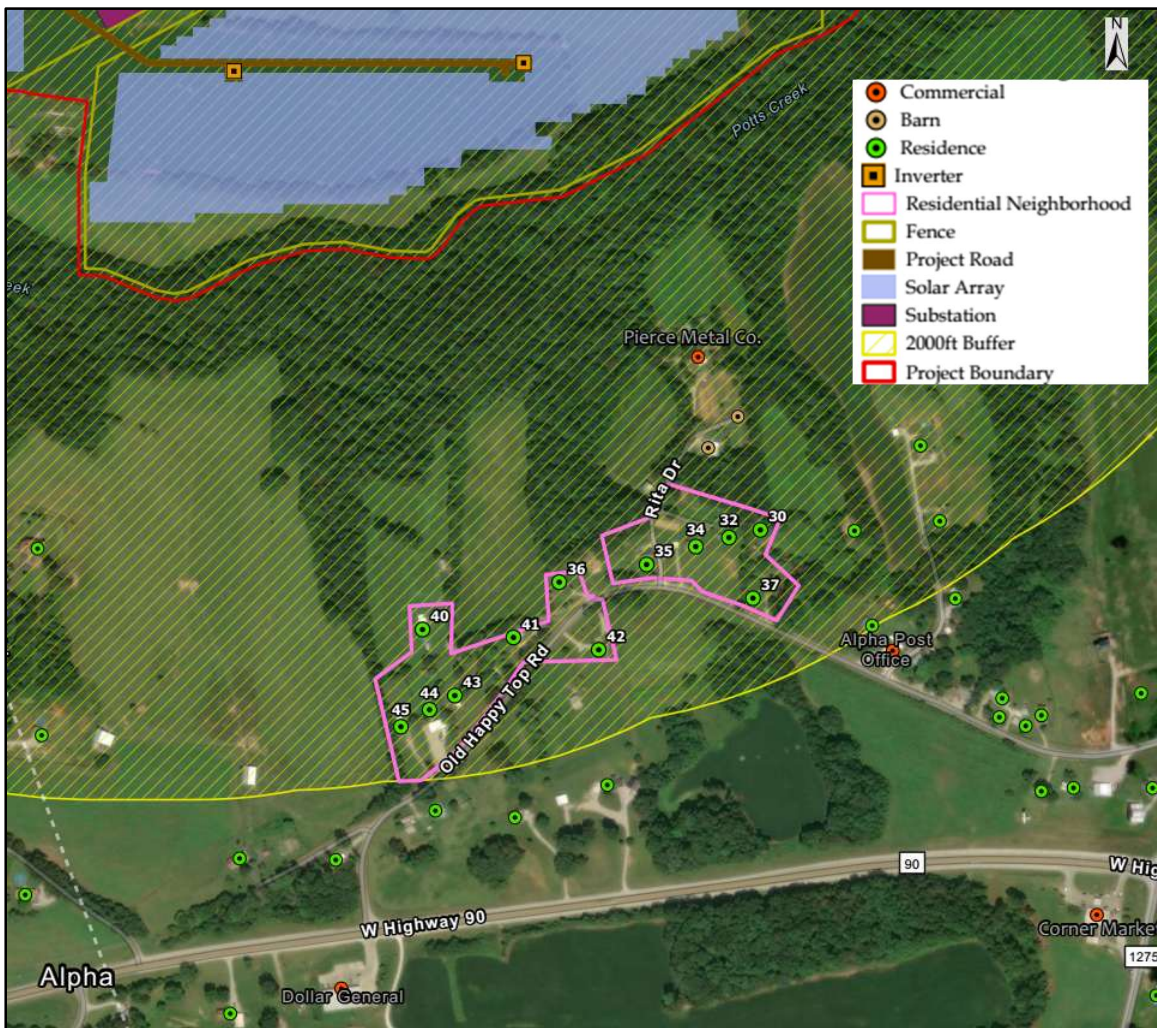 N
Commercial
Barn
Residence
Inverter
Residential Neighborhood
Fence
Project Road
Solar Array
Substation
2000ft Buffer
Project Boundary
Potts Creek
eek
Pierce Metal Co.
Rita Dr
30
32
34
35
36
37
40
41
42
43
44
45
Old Happy Top Rd
Alpha Post
Office
90
W Hig
W Highway 90
Corner Market
1275
Alpha
Dollar General